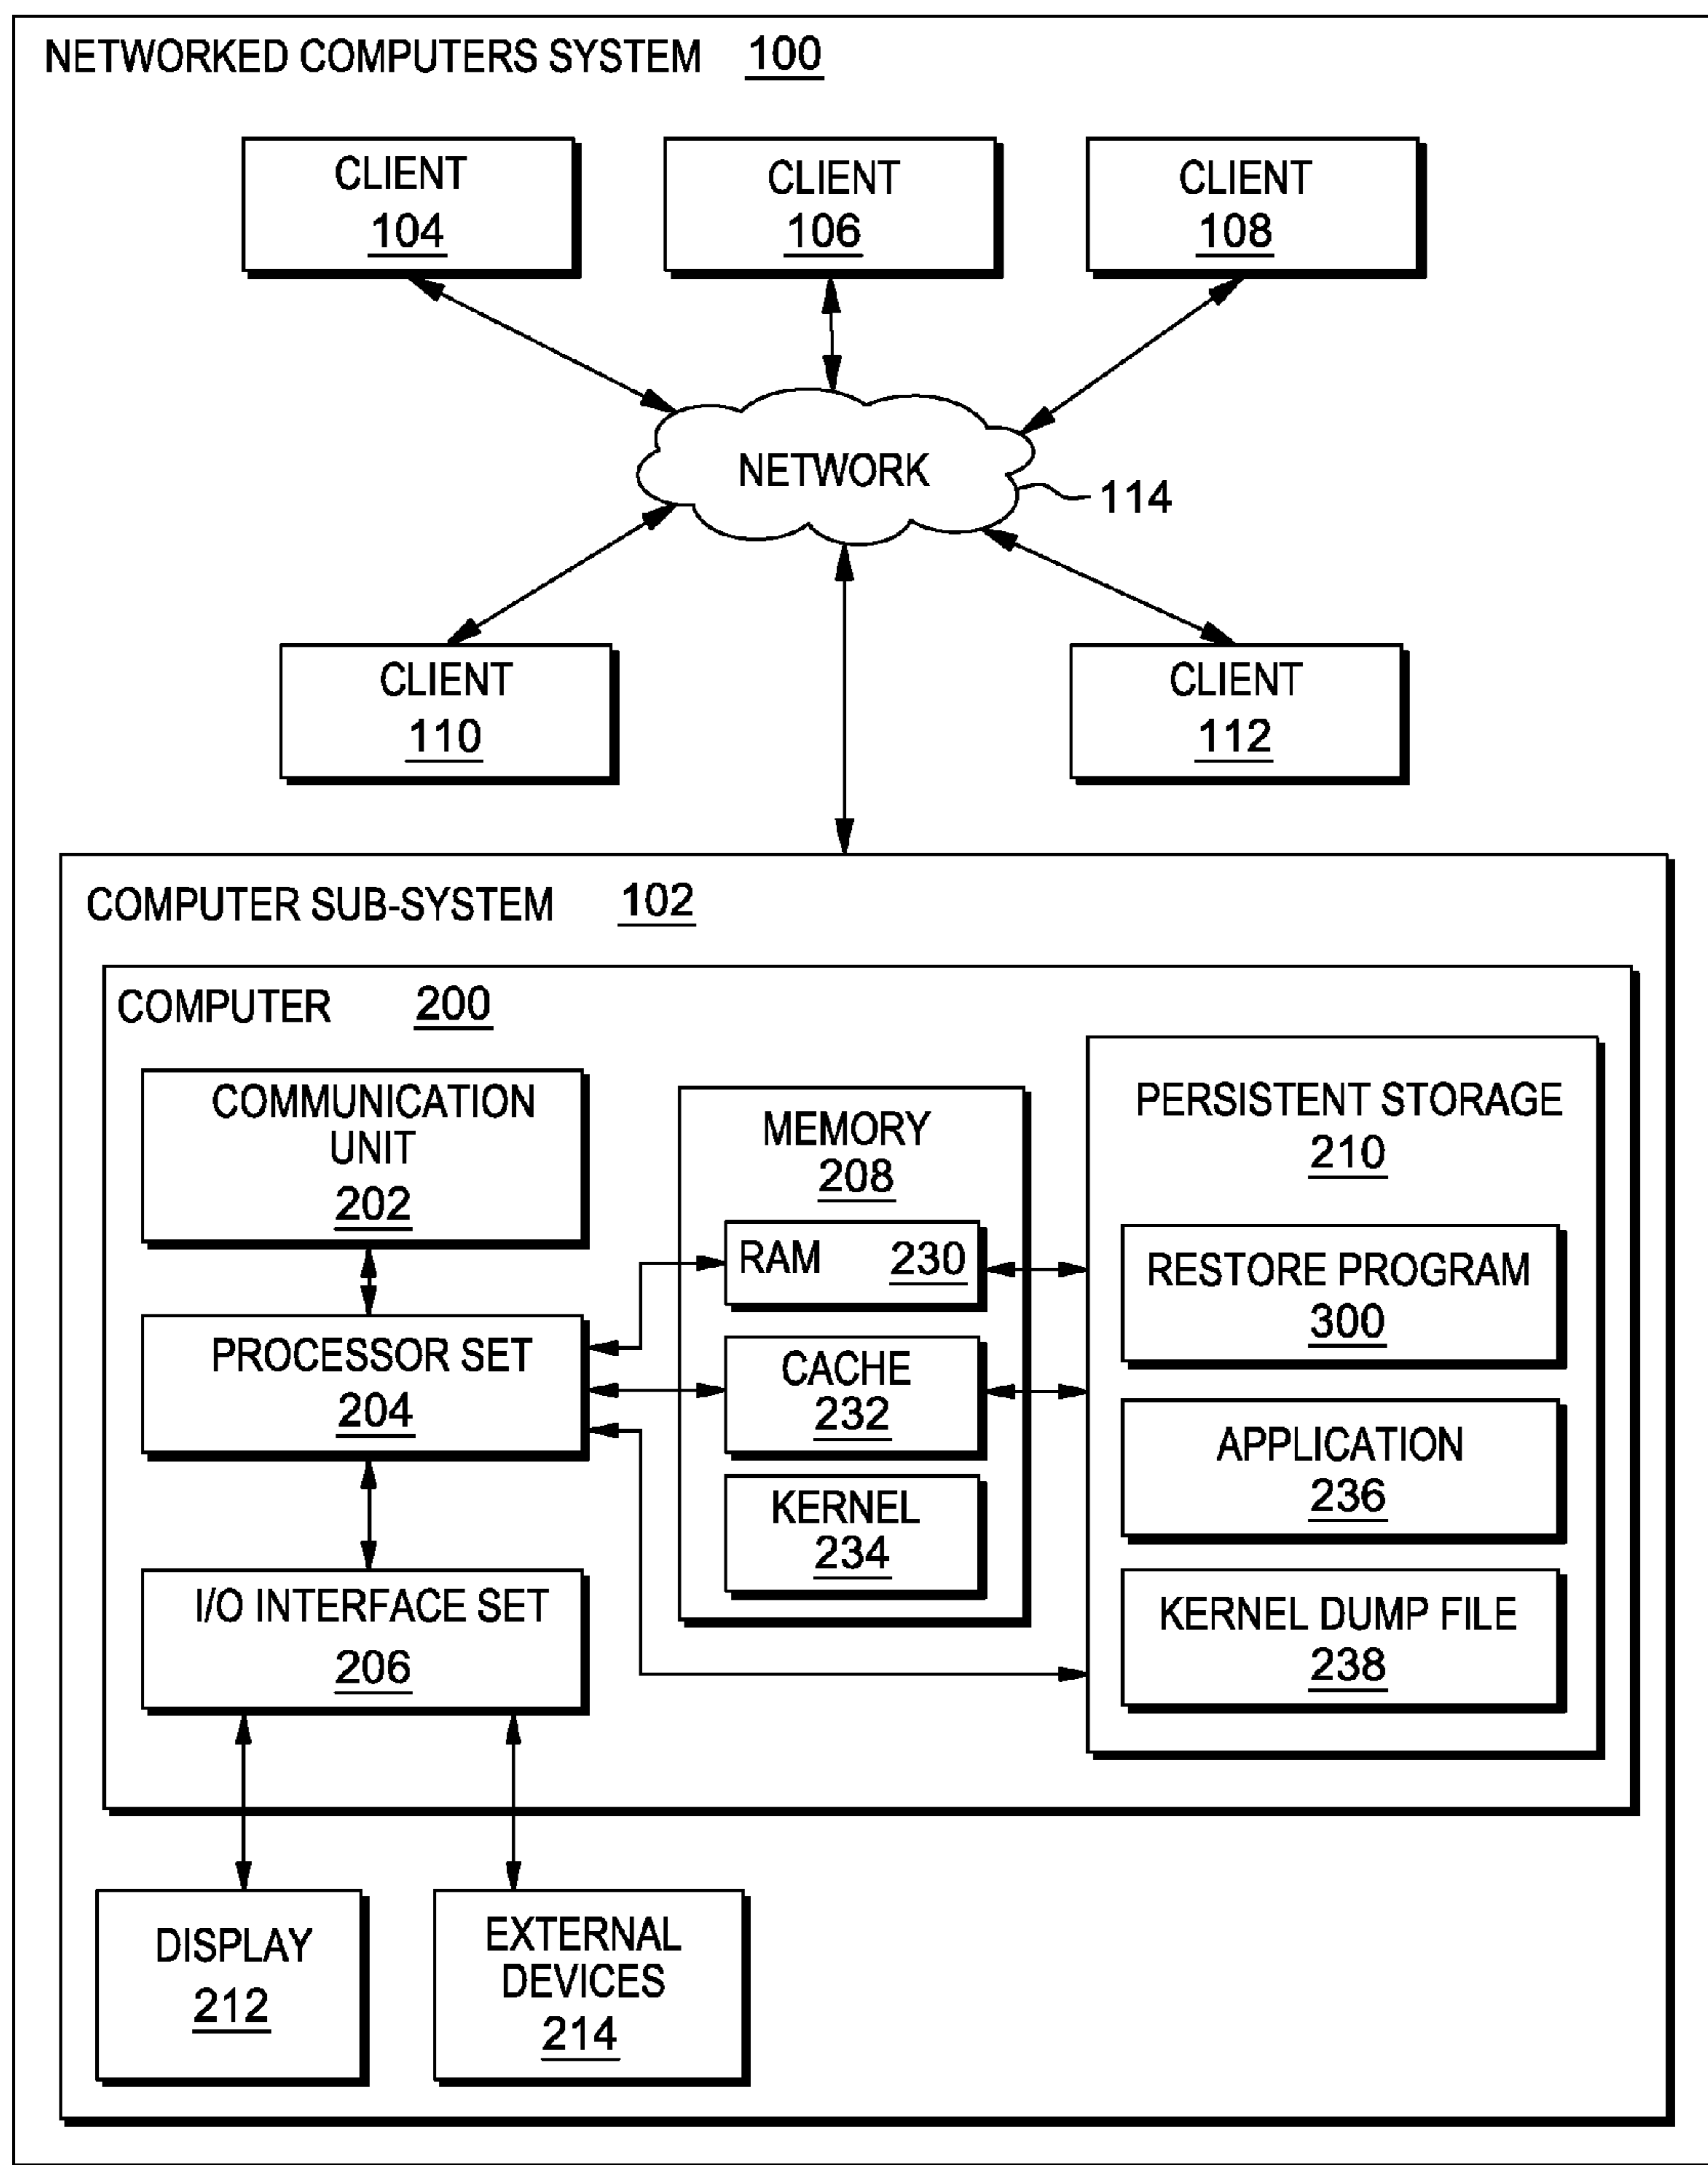 NETWORKED COMPUTERS SYSTEM 100
CLIENT
104
CLIENT
106
CLIENT
108
NETWORK
114
CLIENT
110
CLIENT
112
COMPUTER SUB-SYSTEM 102
COMPUTER 200
COMMUNICATION
UNIT
202
PROCESSOR SET
204
I/O INTERFACE SET
206
MEMORY
208
RAM 230
CACHE
232
KERNEL
234
PERSISTENT STORAGE
210
RESTORE PROGRAM
300
APPLICATION
236
KERNEL DUMP FILE
238
DISPLAY
212
EXTERNAL
DEVICES
214